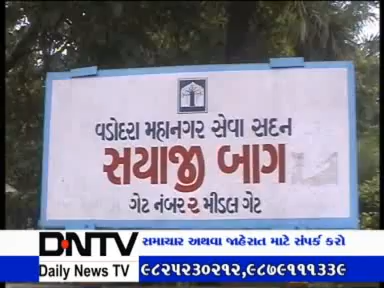 વડોદરા મહાનગર સેવા સદન
સયાજી બાગ
ગેટ નંબર ૨ મીડલ ગેટ
DNTV
Daily News TV
સમાચાર અથવા જાહેરાત માટે સંપર્ક કરો
૯૮૨૫૨૩૦૨૧૨,૯૮૭૯૧૧૧૩૩૯